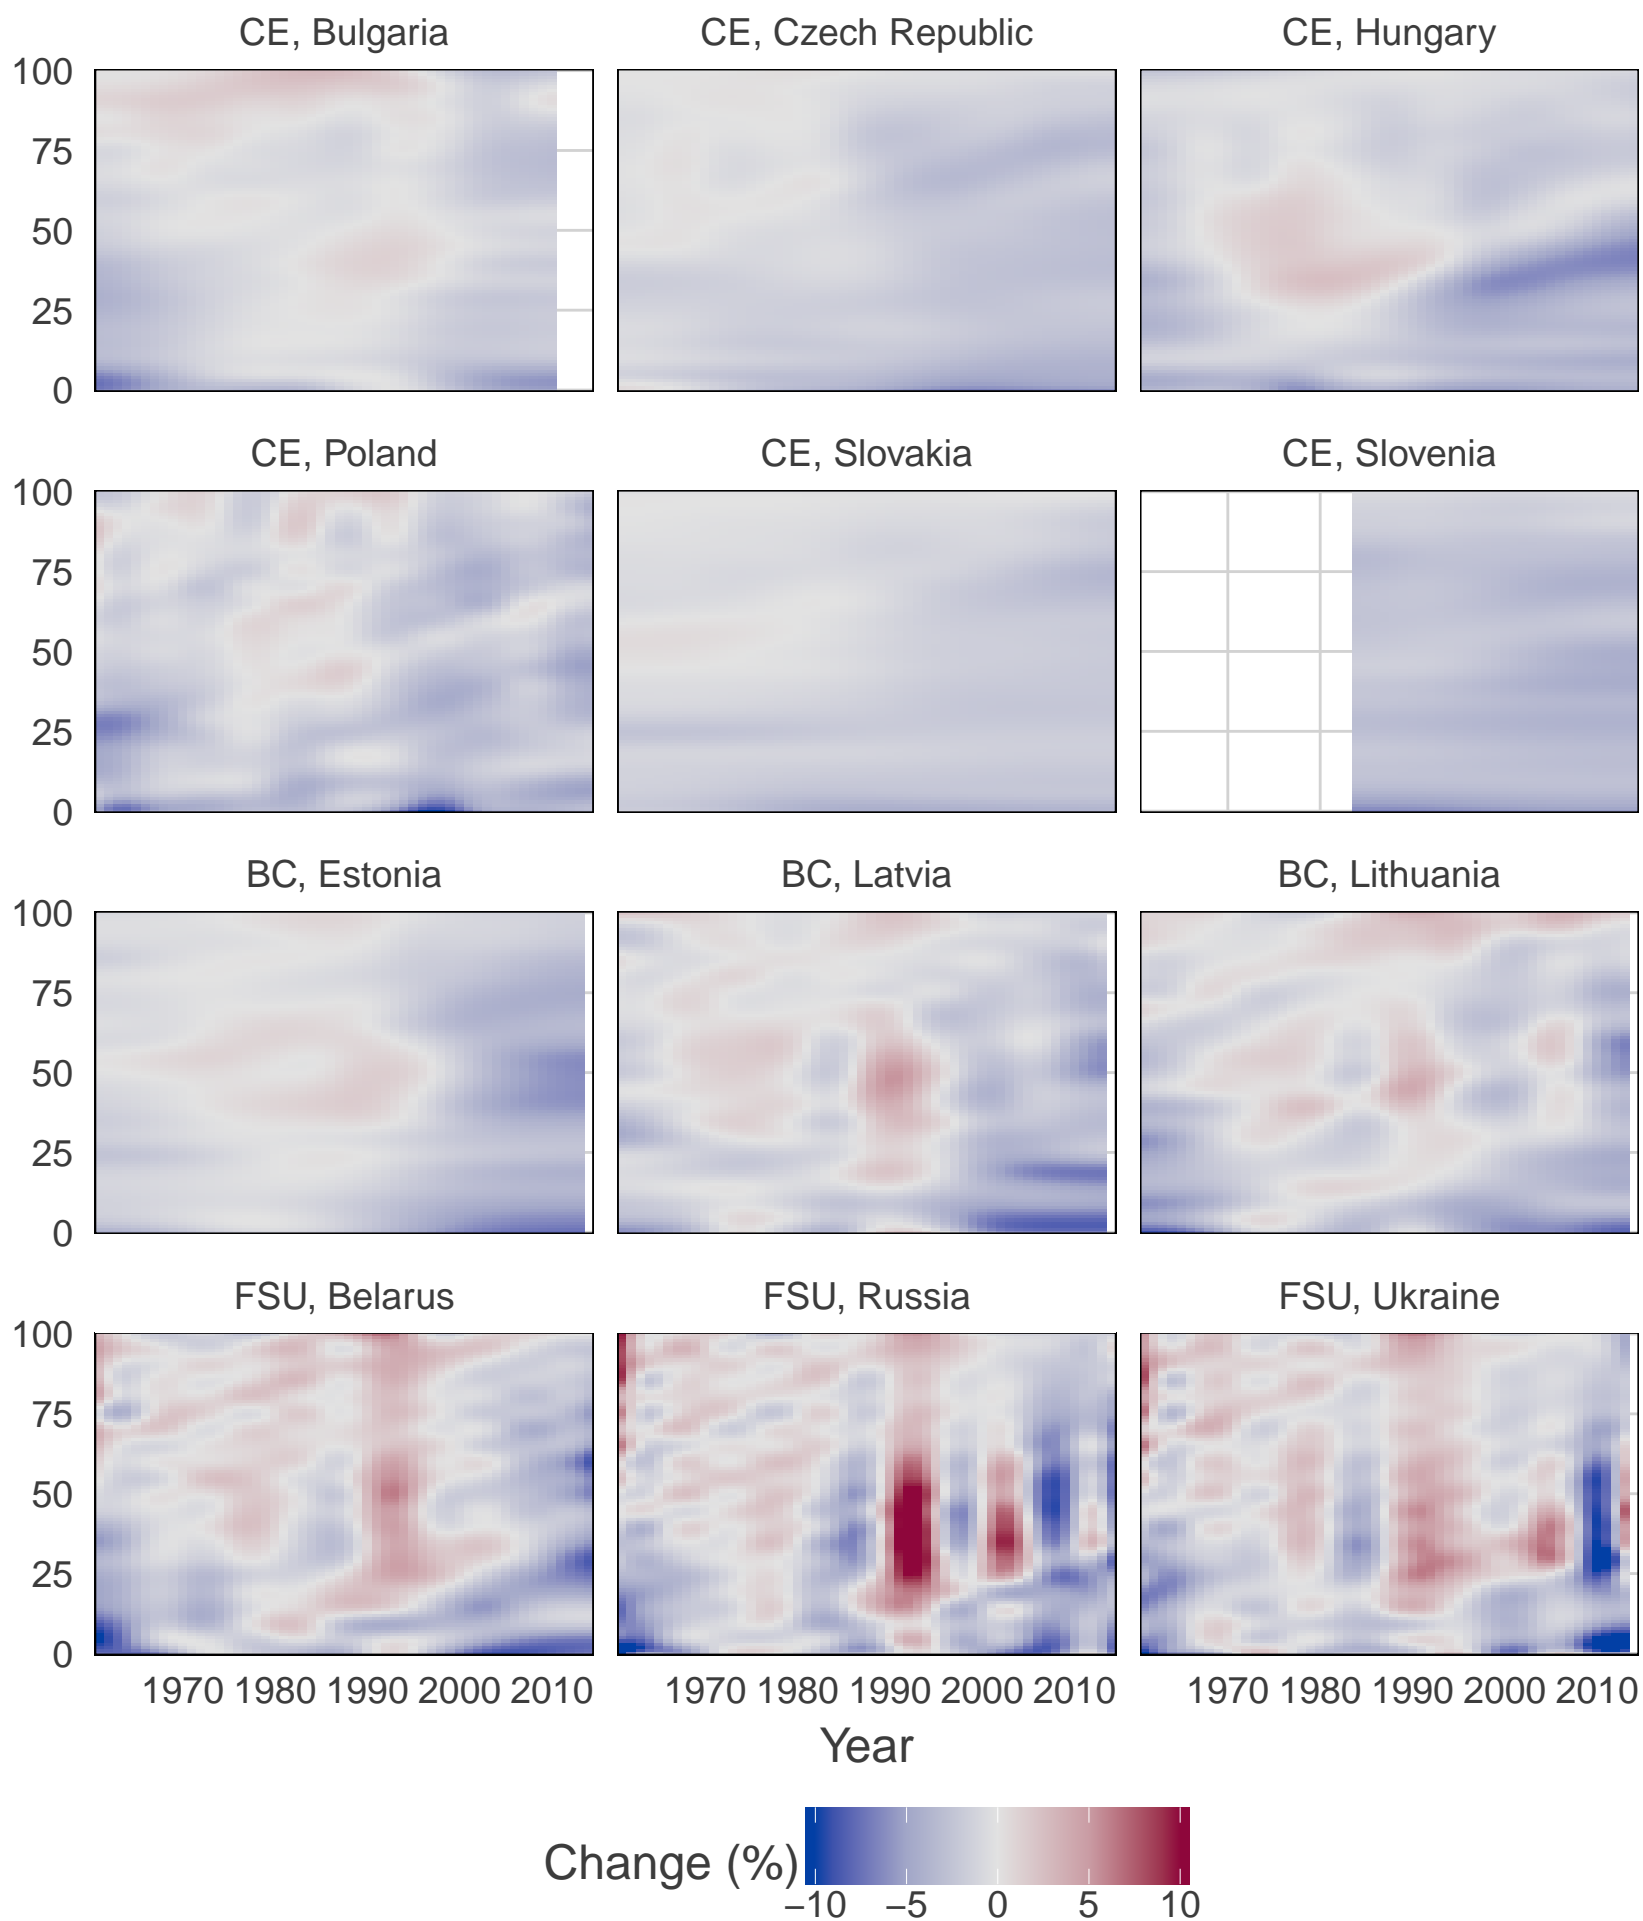 CE, Bulgaria CE, Czech Republic CE, Hungary
100
75
50
25
0
CE, Poland CE, Slovakia CE, Slovenia
100
75
50
25
0
BC, Estonia BC, Latvia BC, Lithuania
100
75
50
25
0
FSU, Belarus FSU, Russia FSU, Ukraine
100
75
50
25
0
1970 1980 1990 2000 2010 1970 1980 1990 2000 2010 1970 1980 1990 2000 2010
Year
Change (%)
−10 −5 0 5 10